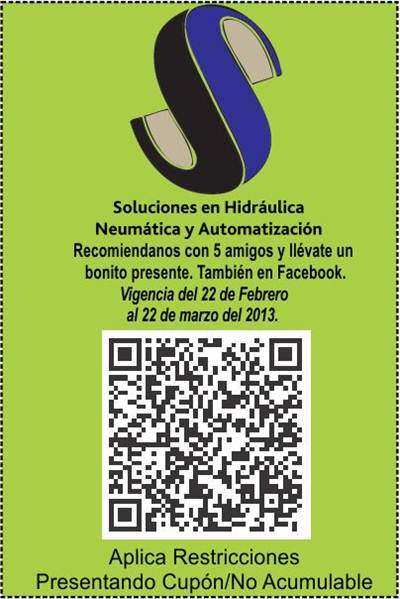 Soluciones en Hidráulica
Neumática y Automatización
Recomiendanos con 5 amigos y llévate un
bonito presente. También en Facebook.
Vigencia del 22 de Febrero
al 22 de marzo del 2013.
Aplica Restricciones
Presentando Cupón/No Acumulable